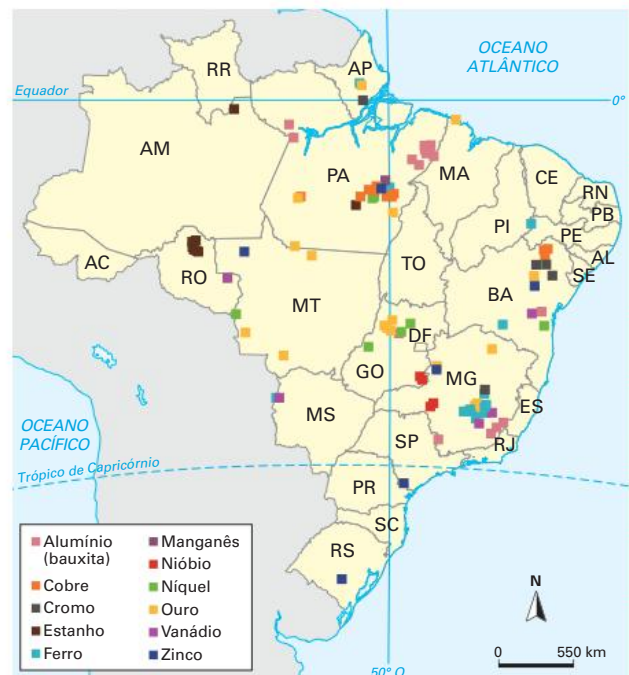 OCEANO
ATLÂNTICO
RR
AP
Equador
0°
AM
PA
MA
CE
RN
PB
PI
PE
AC
AL
TO
SE
RO
BA
MT
DF
GO
MG
OCEANO
PACÍFICO
MS
ES
SP
RJ
Trópico de Capricórnio
PR
SC
RS
Alumínio
(bauxita)
Cobre
Cromo
Estanho
Ferro
Manganês
Nióbio
Níquel
Ouro
Vanádio
Zinco
N
0 550 km
50° O